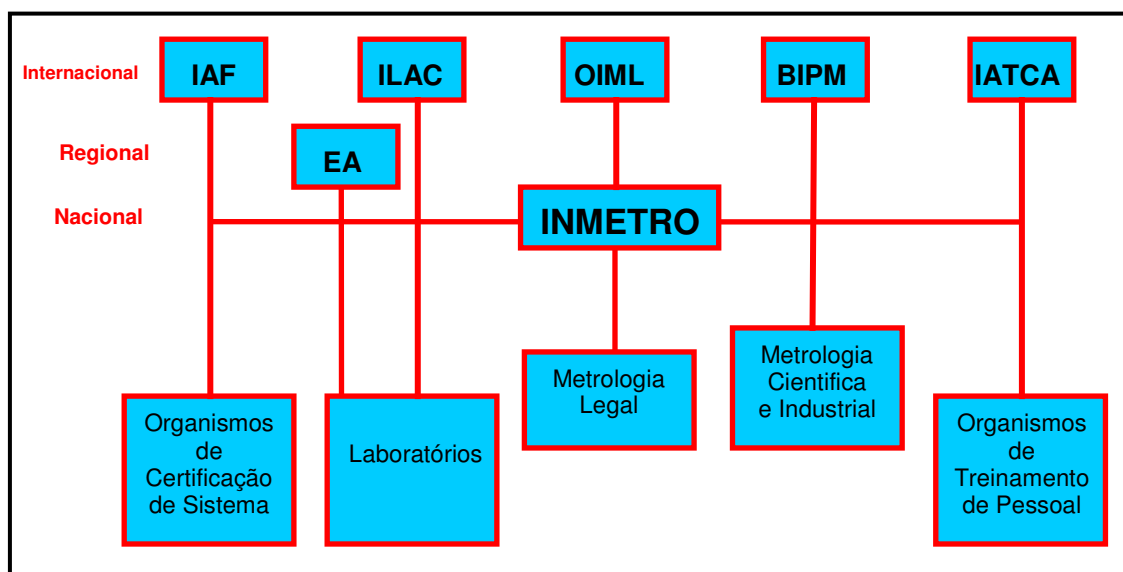 Internacional
IAF
ILAC
OIML
BIPM
IATCA
Regional
EA
Nacional
INMETRO
Organismos
de
Certificação
de Sistema
Laboratórios
Metrologia
Legal
Metrologia
Cientifica
e Industrial
Organismos
de
Treinamento
de Pessoal